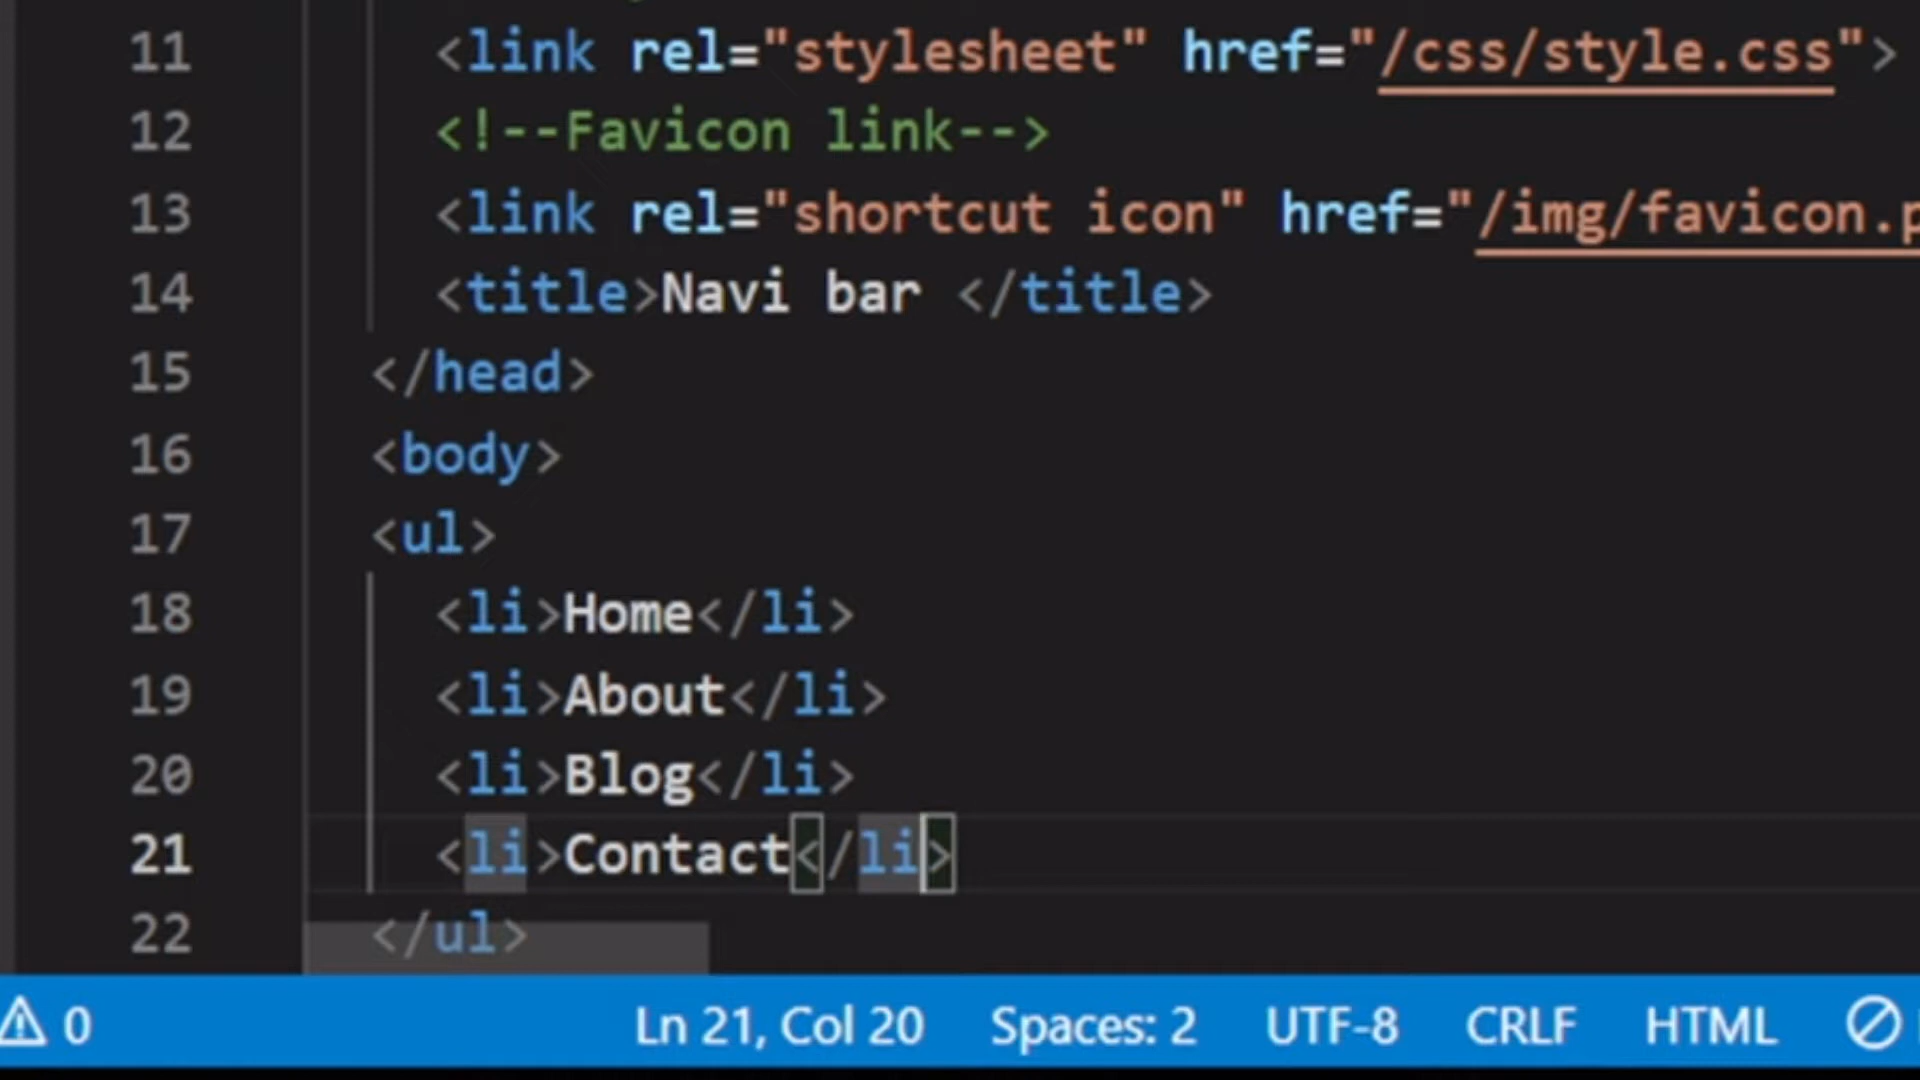 11 <link rel="stylesheet" href="/css/style.css">
12 <!--Favicon link-->
13 <link rel="shortcut icon" href="/img/favicon.p
14 <title>Navi bar </title>
15 </head>
16 <body>
17 <ul>
18 <li>Home</li>
19 <li>About</li>
20 <li>Blog</li>
21 <li>Contact</li>
22 </ul>
0 Ln 21, Col 20 Spaces: 2 UTF-8 CRLF HTML